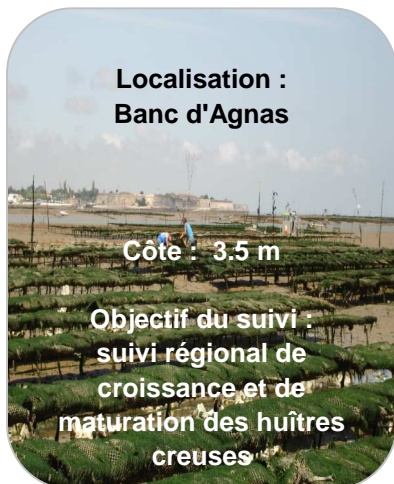 Localisation :
Banc d'Agnas
Côte : 3.5 m
Objectif du suivi :
suivi régional de
croissance et de
maturation des huîtres
creuses